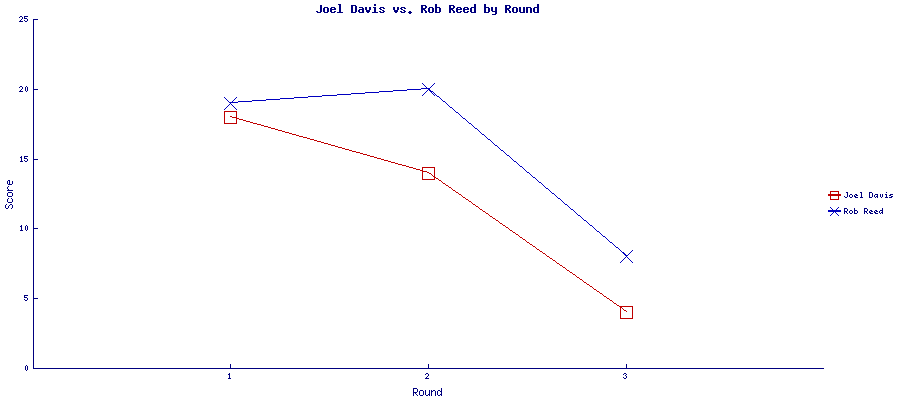 Joel Davis vs. Rob Reed by Round
25
20
15
10
5
0
Score
1 2 3
Round
Joel Davis
Rob Reed